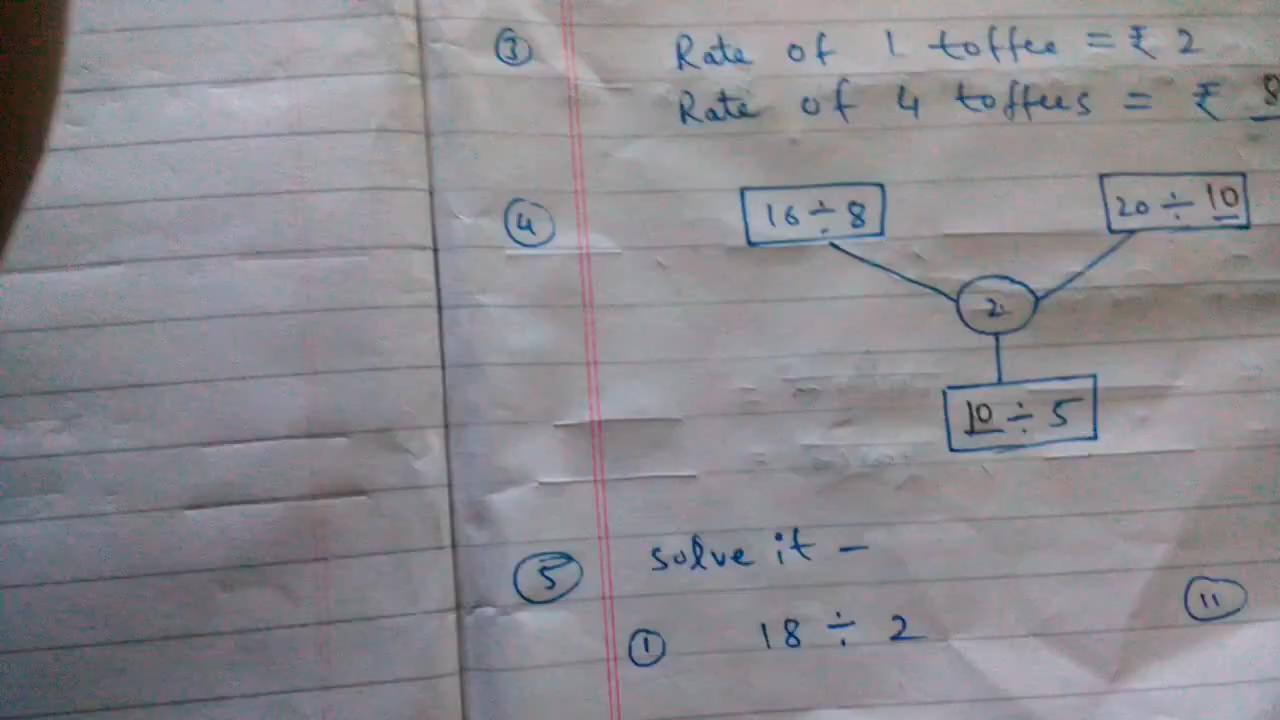 3 Rate of 1 toffee = ₹ 2
Rate of 4 toffees = ₹ 8
4 16 ÷ 8 20 ÷ 10
2
10 ÷ 5
5 solve it –
1 18 ÷ 2 11